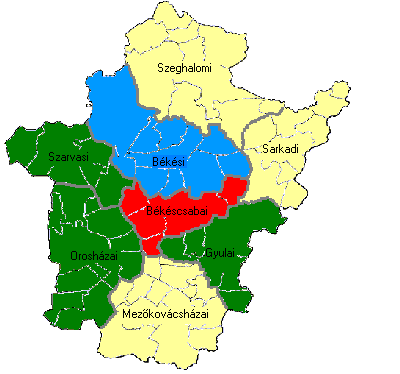 Szeghalomi
Sarkadi
Szarvasi
Békési
Békéscsabai
Orosházai
Gyulai
Mezőkovácsházai